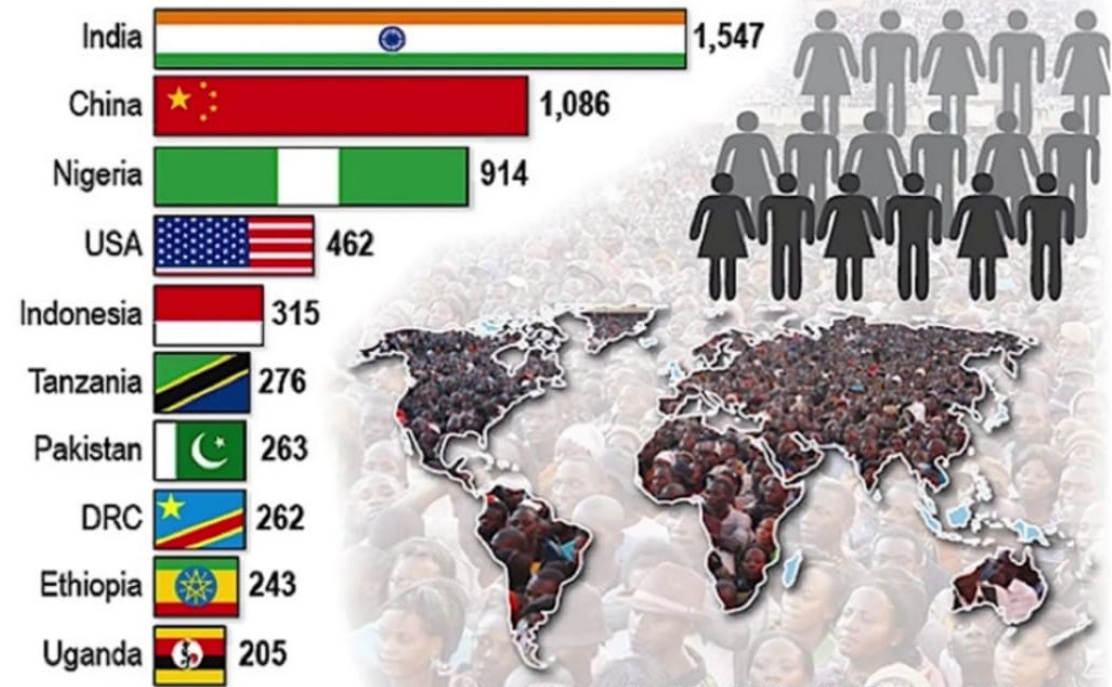 India 1,547
China 1,086
Nigeria 914
USA 462
Indonesia 315
Tanzania 276
Pakistan 263
DRC 262
Ethiopia 243
Uganda 205